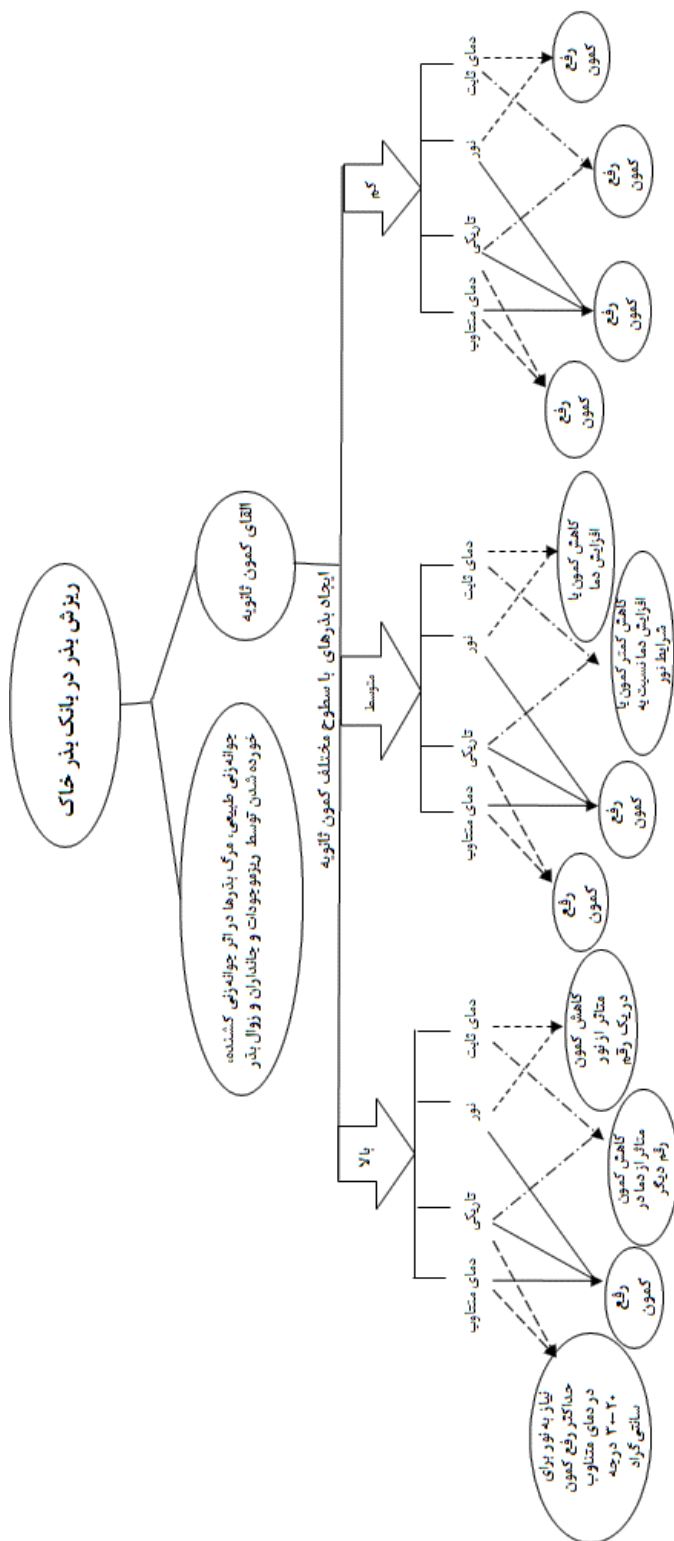 ریزش بذر در بانک بذر خاک
القای کمون ثانویه
جوانه‌زنی طبیعی، مرگ بذرها در اثر جوانه‌زنی کشنده،
خورده شدن توسط ریزموجودات و جانداران و زوال بذر
ایجاد بذرهای با سطوح مختلف کمون ثانویه
کم
متوسط
بالا
دمای ثابت
نور
تاریکی
دمای متناوب
دمای ثابت
نور
تاریکی
دمای متناوب
دمای ثابت
نور
تاریکی
دمای متناوب
رفع
کمون
رفع
کمون
رفع
کمون
رفع
کمون
کاهش کمون با
افزایش دما
کاهش کمتر کمون با
افزایش دما نسبت به
شرایط نور
رفع
کمون
رفع
کمون
کاهش کمون
متاثر از نور
در یک رقم
کاهش کمون
متاثر از دما در
رقم دیگر
رفع
کمون
نیاز به نور برای
حداکثر رفع کمون
در دمای متناوب
۲۰-۳۰ درجه
سانتی گراد